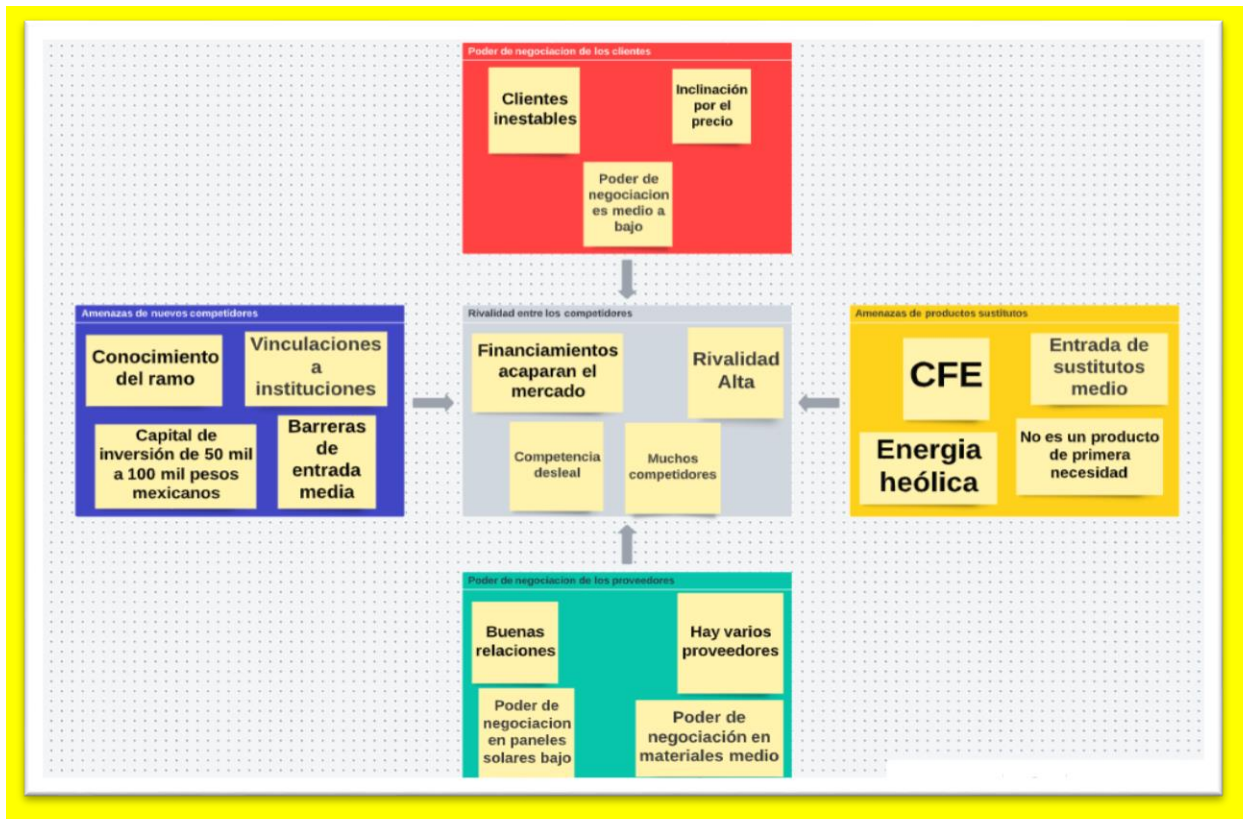 Poder de negociacion de los clientes
Clientes
inestables
Inclinación
por el
precio
Poder de
negociacion
es medio a
bajo
Amenazas de nuevos competidores
Conocimiento
del ramo
Vinculaciones
a
instituciones
Capital de
inversión de 50 mil
a 100 mil pesos
mexicanos
Barreras
de
entrada
media
Rivalidad entre los competidores
Financiamientos
acaparan el
mercado
Rivalidad
Alta
Competencia
desleal
Muchos
competidores
Amenazas de productos sustitutos
CFE
Entrada de
sustitutos
medio
Energia
heólica
No es un producto
de primera
necesidad
Poder de negociacion de los proveedores
Buenas
relaciones
Hay varios
proveedores
Poder de
negociacion
en paneles
solares bajo
Poder de
negociación en
materiales medio